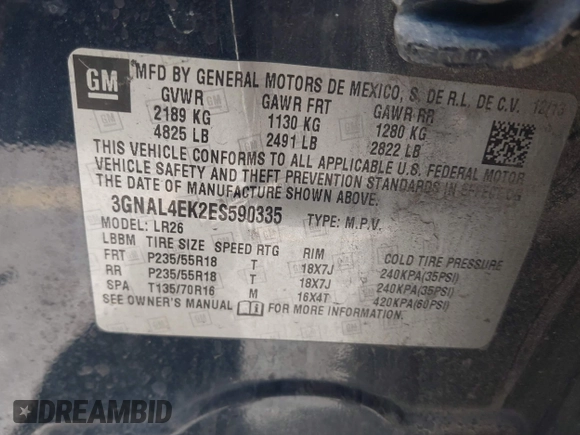 GM
MFD BY GENERAL MOTORS DE MEXICO, S. DE R.L. DE C.V. 12/13
GVWR GAWR FRT GAWR RR
2189 KG 1130 KG 1280 KG
4825 LB 2491 LB 2822 LB
THIS VEHICLE CONFORMS TO ALL APPLICABLE U.S. FEDERAL MOTOR
VEHICLE SAFETY AND THEFT PREVENTION STANDARDS IN EFFECT ON
THE DATE OF MANUFACTURE SHOWN ABOVE.
3GNAL4EK2ES590335 TYPE: M.P.V.
MODEL: LR26
LBBM TIRE SIZE SPEED RTG RIM COLD TIRE PRESSURE
FRT P235/55R18 T 18X7J 240KPA(35PSI)
RR P235/55R18 T 18X7J 240KPA(35PSI)
SPA T135/70R16 M 16X4T 420KPA(60PSI)
SEE OWNER'S MANUAL FOR MORE INFORMATION.
DREAMBID